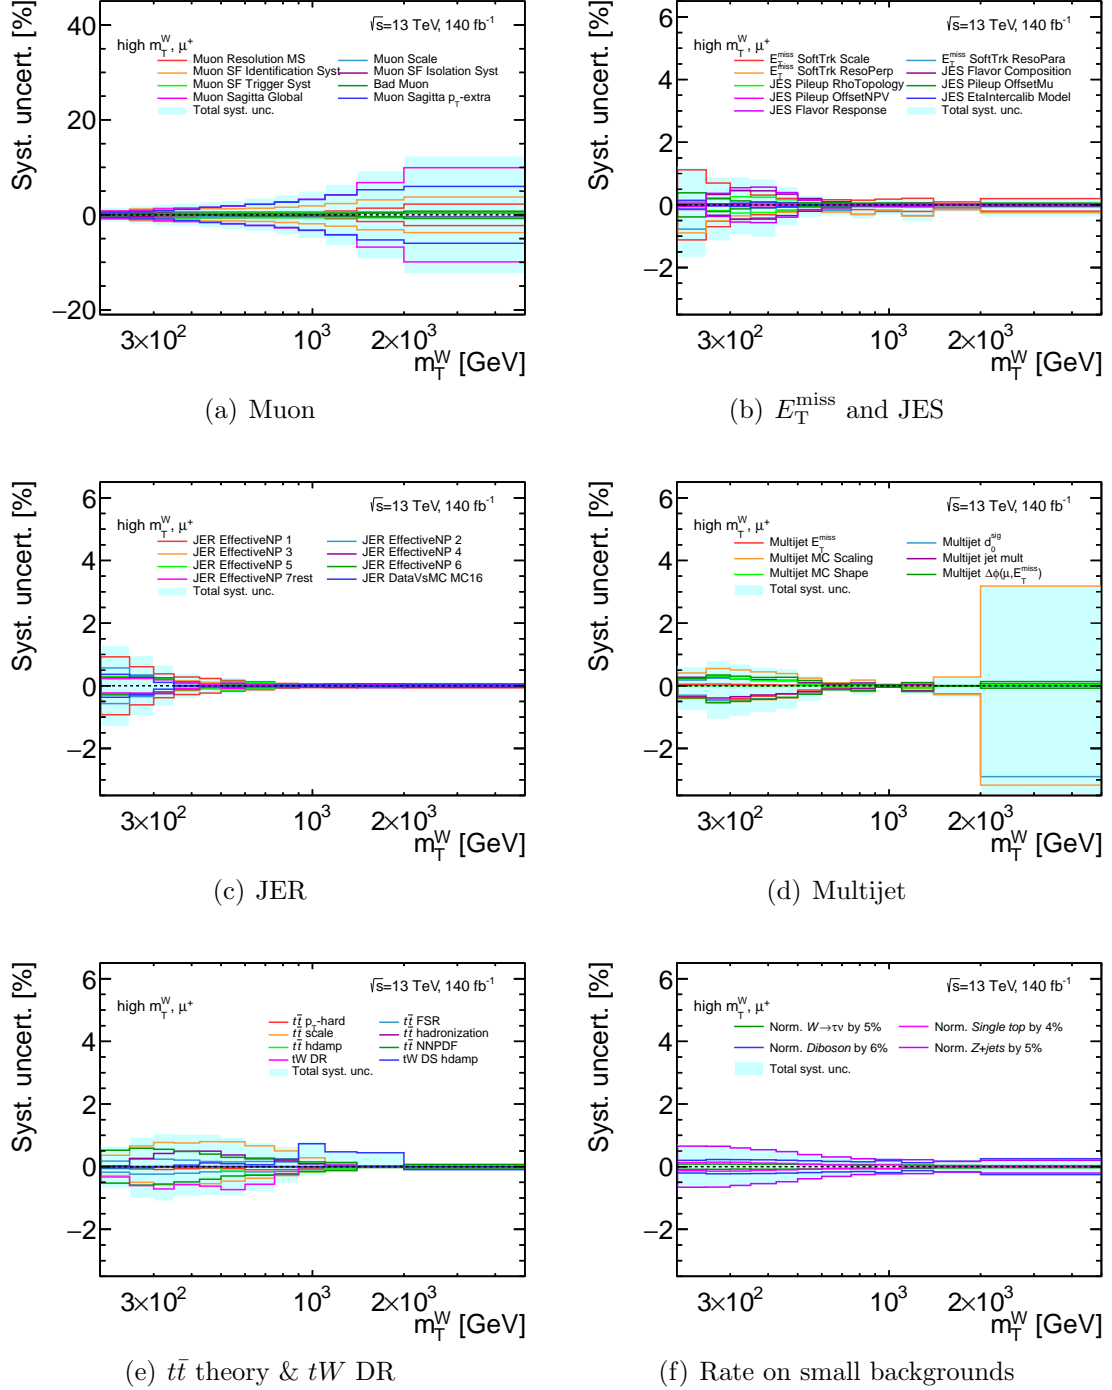 Syst. uncert. [%]
40
20
0
−20
√s=13 TeV, 140 fb⁻¹
high m_T^W, μ⁺
Muon Resolution MS
Muon Scale
Muon SF Identification Syst
Muon SF Isolation Syst
Muon SF Trigger Syst
Bad Muon
Muon Sagitta Global
Muon Sagitta p_T-extra
Total syst. unc.
3×10² 10³ 2×10³
m_T^W [GeV]
(a) Muon
Syst. uncert. [%]
6
4
2
0
−2
√s=13 TeV, 140 fb⁻¹
high m_T^W, μ⁺
E_T^miss SoftTrk Scale
E_T^miss SoftTrk ResoPara
E_T^miss SoftTrk ResoPerp
JES Flavor Composition
JES Pileup RhoTopology
JES Pileup OffsetMu
JES Pileup OffsetNPV
JES EtaIntercalib Model
JES Flavor Response
Total syst. unc.
3×10² 10³ 2×10³
m_T^W [GeV]
(b) E_T^miss and JES
Syst. uncert. [%]
6
4
2
0
−2
√s=13 TeV, 140 fb⁻¹
high m_T^W, μ⁺
JER EffectiveNP 1
JER EffectiveNP 2
JER EffectiveNP 3
JER EffectiveNP 4
JER EffectiveNP 5
JER EffectiveNP 6
JER EffectiveNP 7rest
JER DataVsMC MC16
Total syst. unc.
3×10² 10³ 2×10³
m_T^W [GeV]
(c) JER
Syst. uncert. [%]
6
4
2
0
−2
√s=13 TeV, 140 fb⁻¹
high m_T^W, μ⁺
Multijet E_T^miss
Multijet d_0^sig
Multijet MC Scaling
Multijet jet mult
Multijet MC Shape
Multijet Δϕ(μ,E_T^miss)
Total syst. unc.
3×10² 10³ 2×10³
m_T^W [GeV]
(d) Multijet
Syst. uncert. [%]
6
4
2
0
−2
√s=13 TeV, 140 fb⁻¹
high m_T^W, μ⁺
tt̄ p_T-hard
tt̄ FSR
tt̄ scale
tt̄ hadronization
tt̄ hdamp
tt̄ NNPDF
tW DR
tW DS hdamp
Total syst. unc.
3×10² 10³ 2×10³
m_T^W [GeV]
(e) tt̄ theory & tW DR
Syst. uncert. [%]
6
4
2
0
−2
√s=13 TeV, 140 fb⁻¹
high m_T^W, μ⁺
Norm. W→τν by 5%
Norm. Single top by 4%
Norm. Diboson by 6%
Norm. Z+jets by 5%
Total syst. unc.
3×10² 10³ 2×10³
m_T^W [GeV]
(f) Rate on small backgrounds